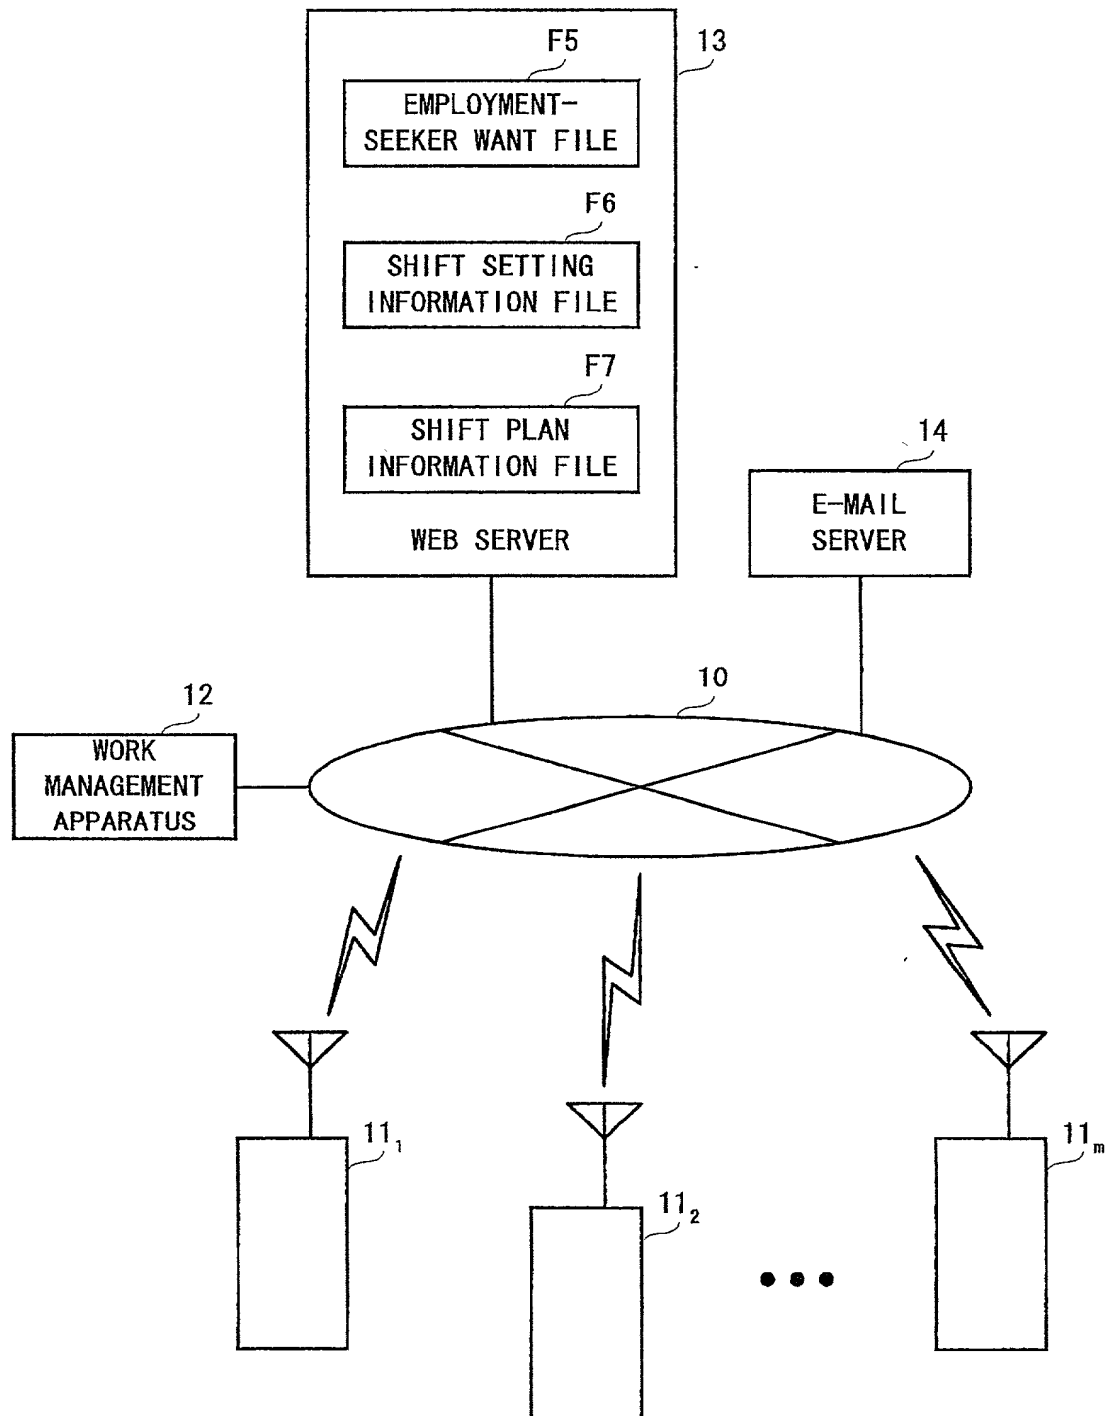 13
F5
EMPLOYMENT-
SEEKER WANT FILE
F6
SHIFT SETTING
INFORMATION FILE
F7
SHIFT PLAN
INFORMATION FILE
WEB SERVER
14
E-MAIL
SERVER
10
12
WORK
MANAGEMENT
APPARATUS
11₁
11₂
11ₘ